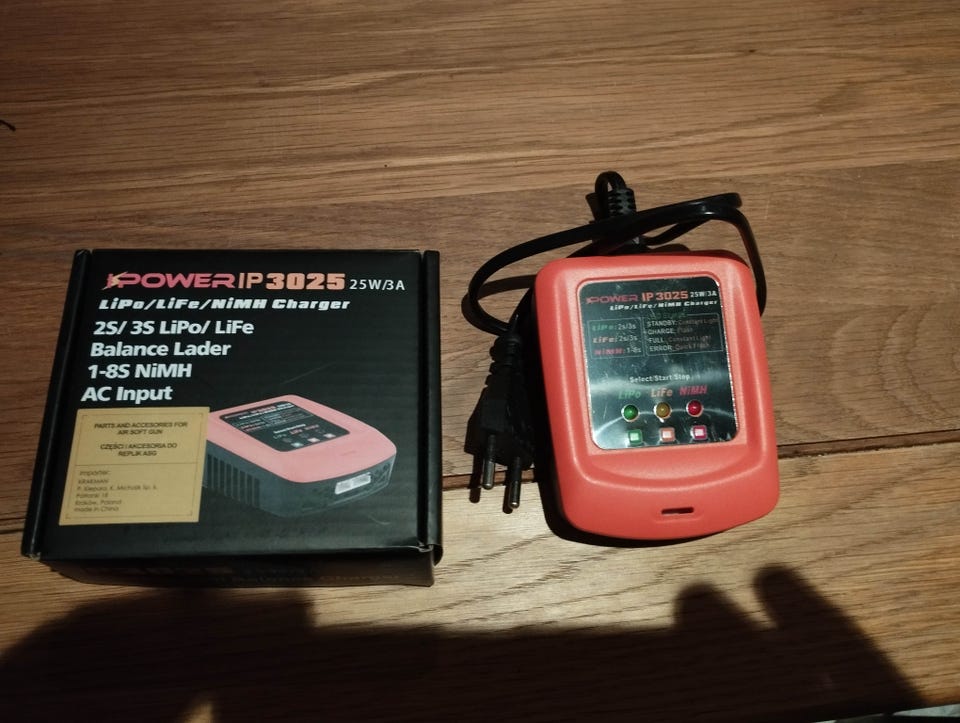 IPOWER IP3025 25W/3A
LiPo/LiFe/NiMH Charger
2S/ 3S LiPo/ LiFe
Balance Lader
1-8S NiMH
AC Input
PARTS AND ACCESORIES FOR
AIR SOFT GUN
CZĘŚCI I AKCESORIA DO
REPLIK ASG
Importer:
Kraków, Poland
made in China
IPOWER IP3025 25W/3A
LiPo/LiFe/NiMH Charger
LiPo: 2s/3s
LiFe: 2s/3s
NiMH: 1-8s
STANDBY: Constant Light
CHARGE: Flash
FULL: Constant Light
ERROR: Quick Flash
Select/Start Stop
LiPo LiFe NiMH